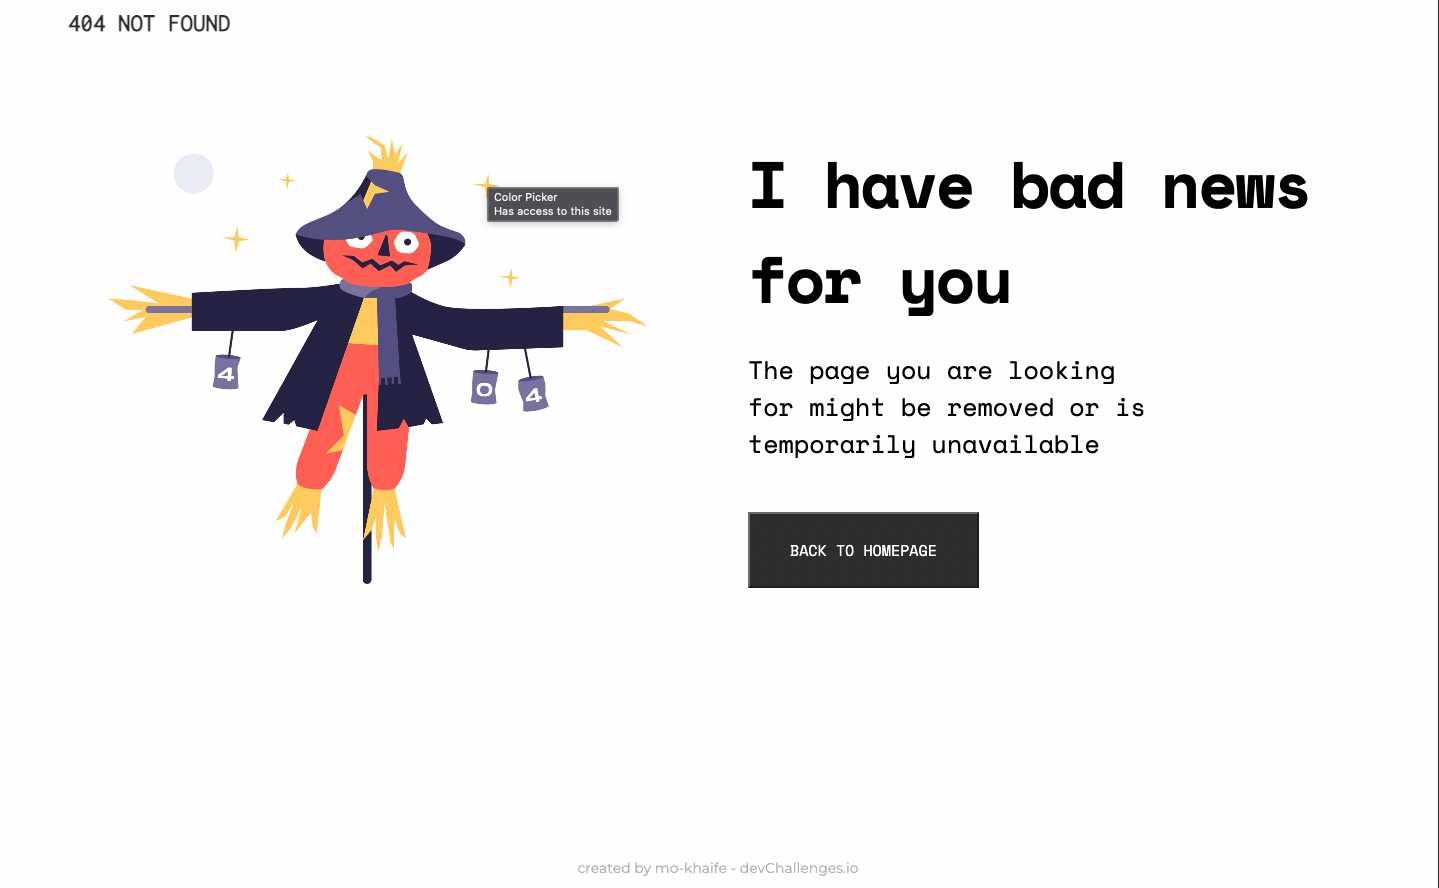 404 NOT FOUND
Color Picker
Has access to this site
4
0
4
I have bad news
for you
The page you are looking
for might be removed or is
temporarily unavailable
BACK TO HOMEPAGE
created by mo-khaife - devChallenges.io